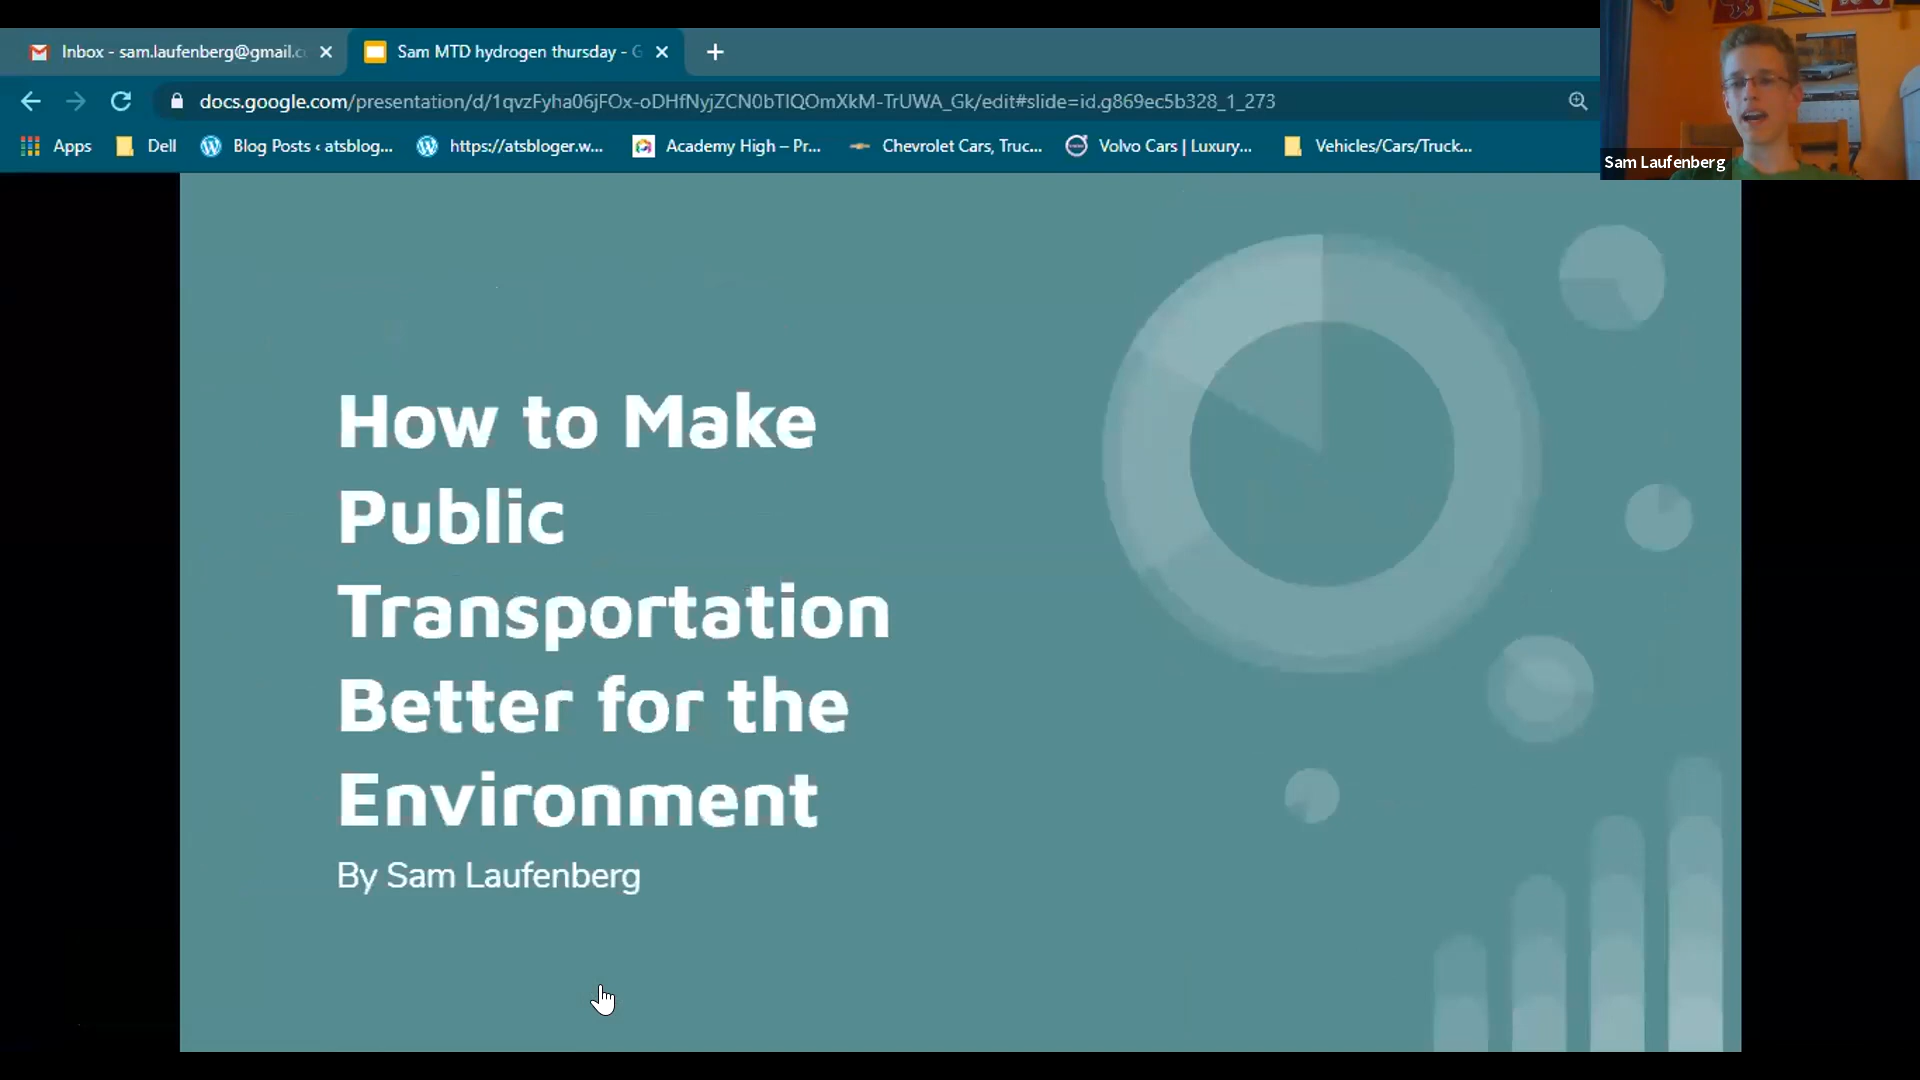 Inbox - sam.laufenberg@gmail.c
Sam MTD hydrogen thursday - G
docs.google.com/presentation/d/1qvzFyha06jFOx-oDHfNyjZCN0bTIQOmXkM-TrUWA_Gk/edit#slide=id.g869ec5b328_1_273
Apps Dell Blog Posts ‹ atsblog... https://atsbloger.w... Academy High – Pr... Chevrolet Cars, Truc... Volvo Cars | Luxury... Vehicles/Cars/Truck...
Sam Laufenberg
How to Make
Public
Transportation
Better for the
Environment
By Sam Laufenberg